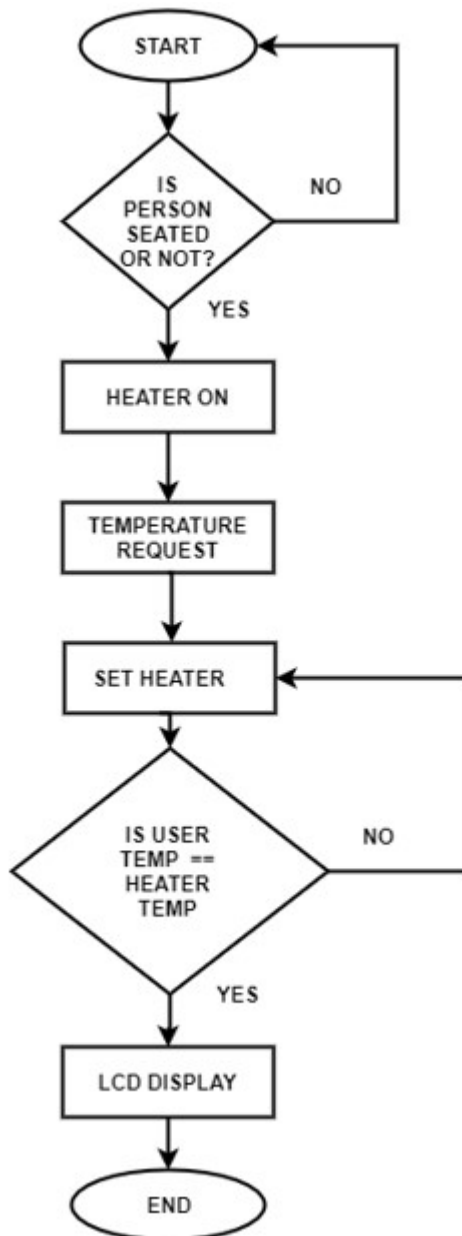 START
IS
PERSON
SEATED
OR NOT?
NO
YES
HEATER ON
TEMPERATURE
REQUEST
SET HEATER
IS USER
TEMP ==
HEATER
TEMP
NO
YES
LCD DISPLAY
END